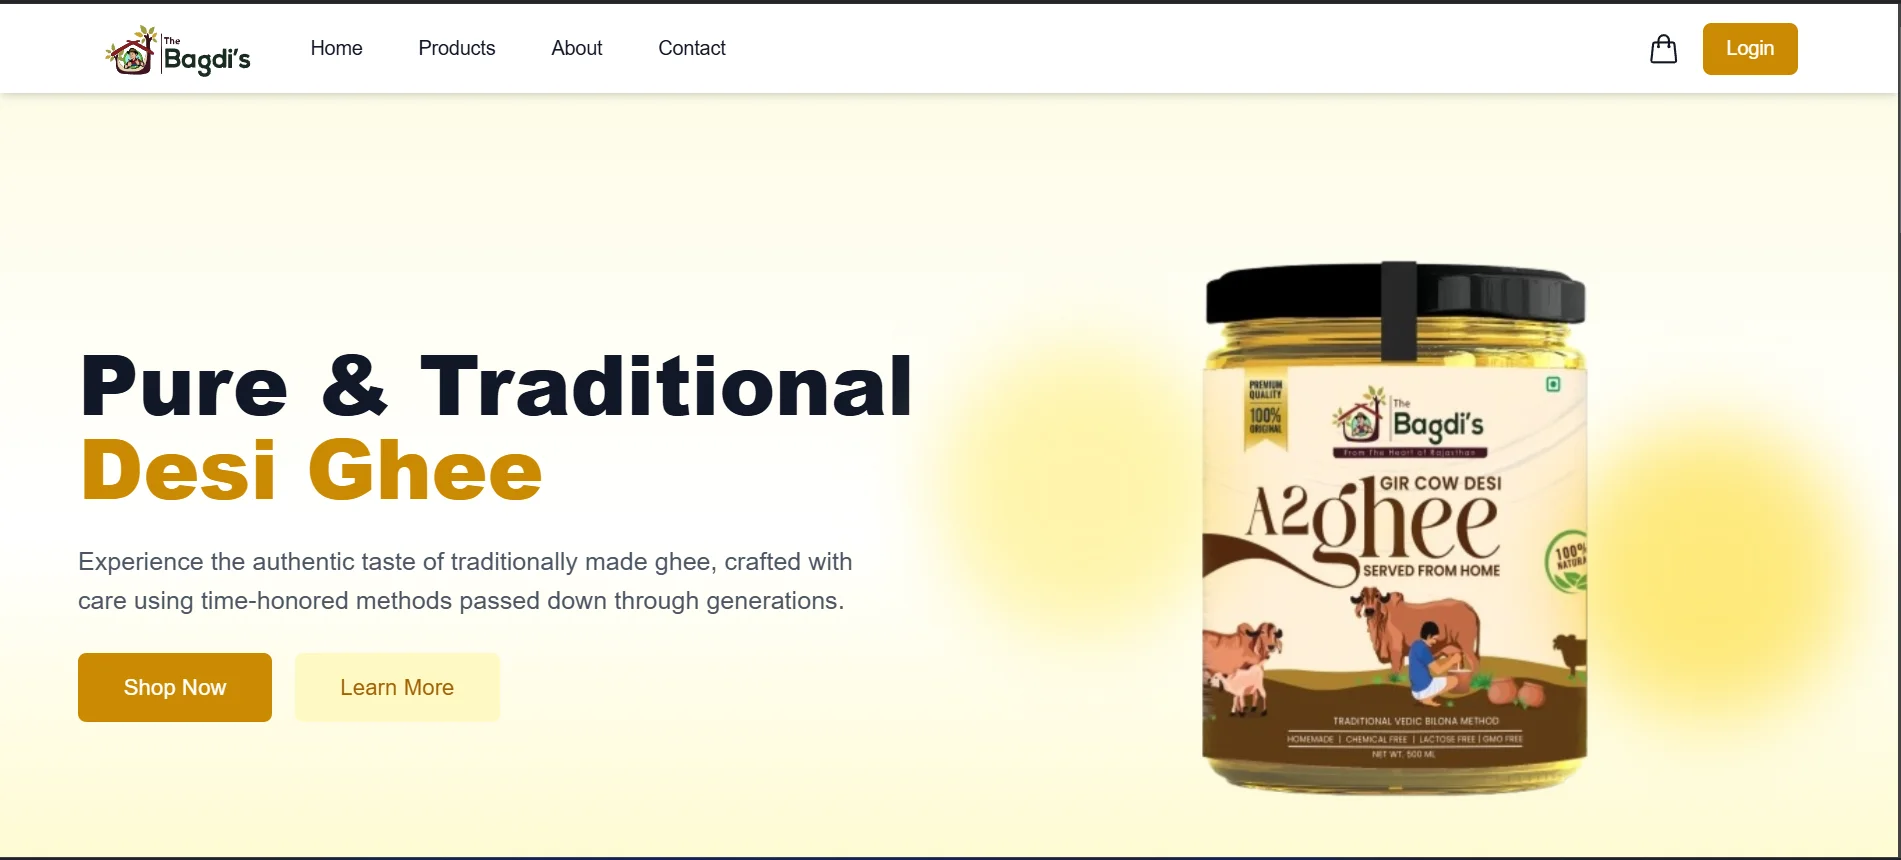 The
Bagdi's
Home
Products
About
Contact
Login
Pure & Traditional
Desi Ghee
Experience the authentic taste of traditionally made ghee, crafted with
care using time-honored methods passed down through generations.
Shop Now
Learn More
PREMIUM
QUALITY
100%
ORIGINAL
The
Bagdi's
From The Heart of Rajasthan
GIR COW DESI
A2 ghee
SERVED FROM HOME
100%
NATURA
TRADITIONAL VEDIC BILONA METHOD
HOMEMADE | CHEMICAL FREE | LACTOSE FREE | GMO FREE
NET WT. 500 ML